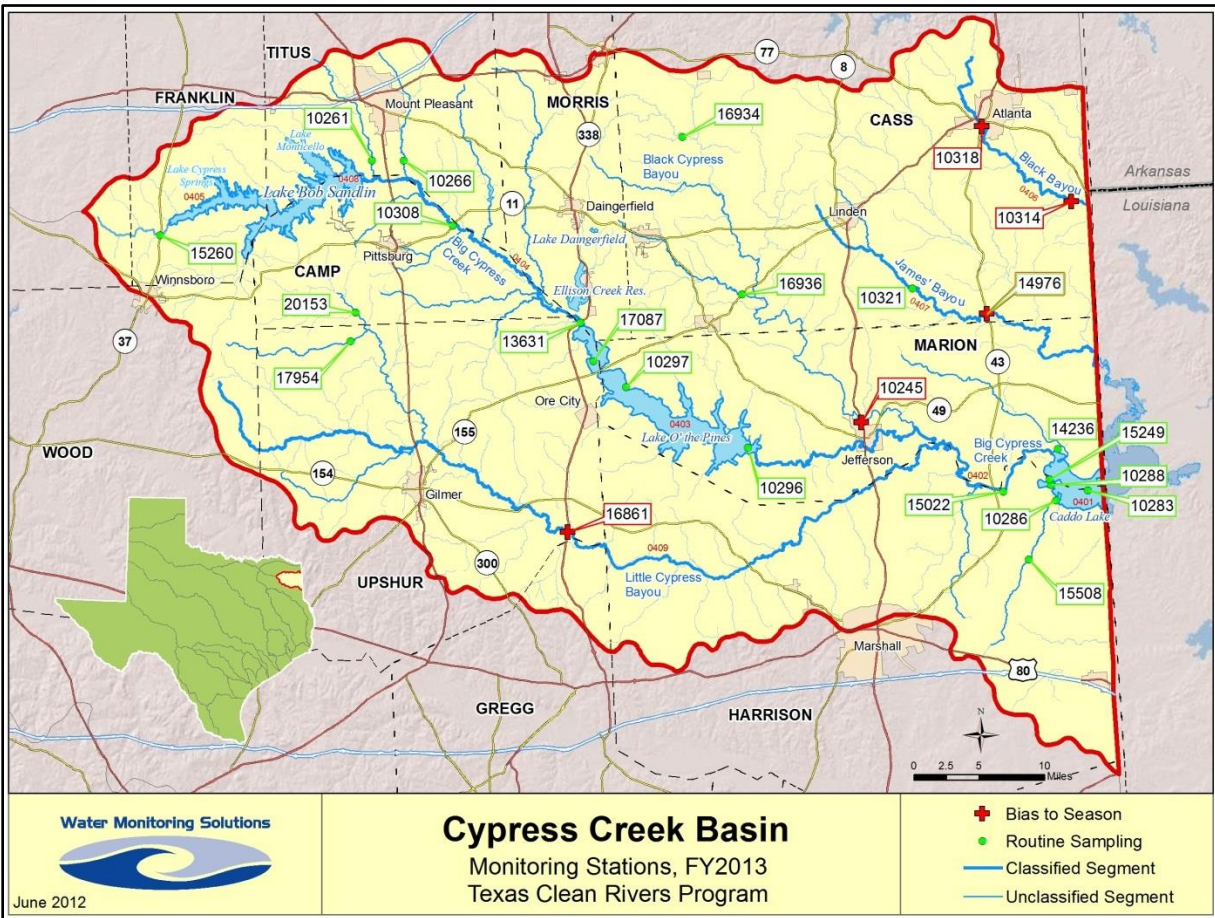 TITUS
77
8
FRANKLIN
MORRIS
10261
Mount Pleasant
338
16934
CASS
Atlanta
Lake
Monticello
10318
Black Cypress
Bayou
Black Bayou
Arkansas
Louisiana
Lake Cypress
Springs
0405
0408
Lake Bob Sandlin
10266
0406
10314
11
10308
Daingerfield
Linden
15260
Pittsburg
Big Cypress
Creek
0404
Lake Daingerfield
Winnsboro
CAMP
Ellison Creek Res.
16936
10321
James' Bayou
0407
14976
20153
17087
37
13631
MARION
17954
10297
43
Ore City
10245
49
WOOD
155
0403
Lake O' the Pines
Jefferson
Big Cypress
Creek
14236
15249
154
Gilmer
10296
0402
10288
15022
10283
0401
10286
Caddo Lake
16861
0409
300
Little Cypress
Bayou
UPSHUR
15508
Marshall
80
GREGG
HARRISON
N
0 2.5 5 10
Miles
Water Monitoring Solutions
June 2012
Cypress Creek Basin
Monitoring Stations, FY2013
Texas Clean Rivers Program
Bias to Season
Routine Sampling
Classified Segment
Unclassified Segment